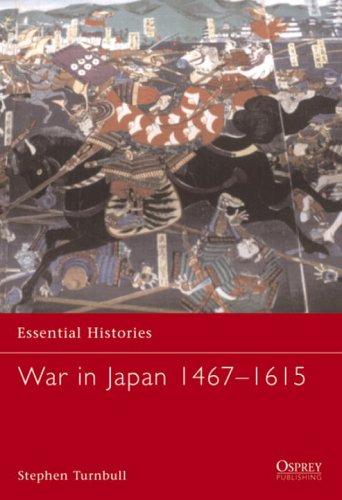 Essential Histories
War in Japan 1467–1615
Stephen Turnbull
OSPREY
PUBLISHING